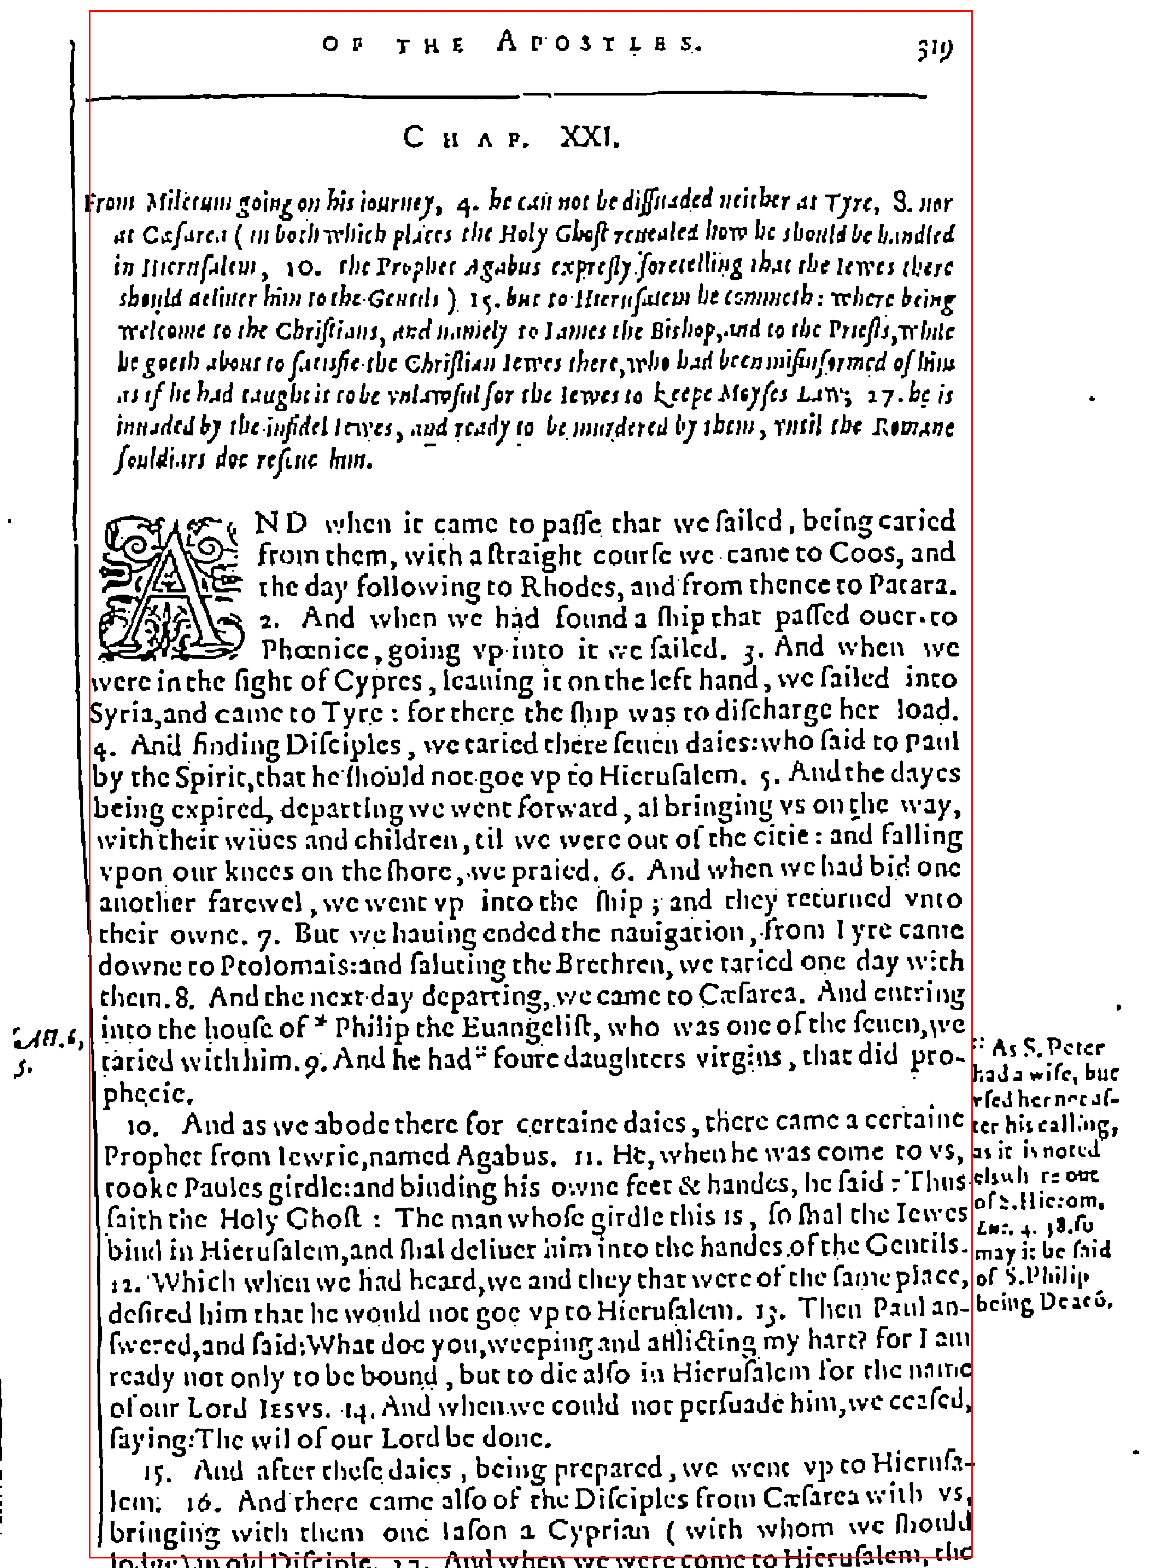 OF THE APOSTLES. 319
CHAP. XXI.
From Miletum going on his iourney, 4. he can not be dissuaded neither at Tyre, 8. nor
at Cæsarea (in both which places the Holy Ghost reuealed how he should be handled
in Hierusalem, 10. the Prophet Agabus expresly foretelling that the Iewes there
should deliuer him to the Gentils) 15. but to Hierusalem he commeth: where being
welcome to the Christians, and namely to Iames the Bishop, and to the Priests, while
he goeth about to satisfie the Christian Iewes there, who had been misinformed of him
as if he had taught it to be vnlawful for the Iewes to keepe Moyses Law; 17. he is
inuaded by the infidel Iewes, and ready to be murdered by them, vntil the Romane
souldiars doe rescue him.
AND when it came to passe that we sailed, being caried
from them, with a straight course we came to Coos, and
the day following to Rhodes, and from thence to Patara.
2. And when we had found a ship that passed ouer to
Phœnice, going vp into it we sailed. 3. And when we
were in the sight of Cypres, leauing it on the left hand, we sailed into
Syria, and came to Tyre: for there the ship was to discharge her load.
4. And finding Disciples, we taried there seuen daies: who said to Paul
by the Spirit, that he should not goe vp to Hierusalem. 5. And the dayes
being expired, departing we went forward, al bringing vs on the way,
with their wiues and children, til we were out of the citie: and falling
vpon our knees on the shore, we praied. 6. And when we had bid one
another farewel, we went vp into the ship; and they returned vnto
their owne. 7. But we hauing ended the nauigation, from Tyre came
downe to Ptolomais: and saluting the Brethren, we taried one day with
them. 8. And the next day departing, we came to Cæsarea. And entring
into the house of * Philip the Euangelist, who was one of the seuen, we
taried with him. 9. And he had :: foure daughters virgins, that did pro-
phecie.
10. And as we abode there for certaine daies, there came a certaine
Prophet from Iewrie, named Agabus. 11. He, when he was come to vs,
tooke Paules girdle: and binding his owne feet & handes, he said: Thus
saith the Holy Ghost: The man whose girdle this is, so shal the Iewes
bind in Hierusalem, and shal deliuer him into the handes of the Gentils.
12. Which when we had heard, we and they that were of the same place,
desired him that he would not goe vp to Hierusalem. 13. Then Paul an-
swered, and said: What doe you, weeping and afflicting my hart? for I am
ready not only to be bound, but to die also in Hierusalem for the name
of our Lord IESVS. 14. And when we could not persuade him, we ceased,
saying: The wil of our Lord be done.
15. And after these daies, being prepared, we went vp to Hierusa-
lem. 16. And there came also of the Disciples from Cæsarea with vs,
bringing with them one Iason a Cyprian (with whom we should
lodge) an old Disciple. 17. And when we were come to Hierusalem, the
Act. 6,
5.
:: As S. Peter
had a wife, but
vsed her not af-
ter his calling,
as it is noted
elswhere out
of S. Hierom,
Luc. 4. 38. so
may it be said
of S. Philip
being Deacõ.